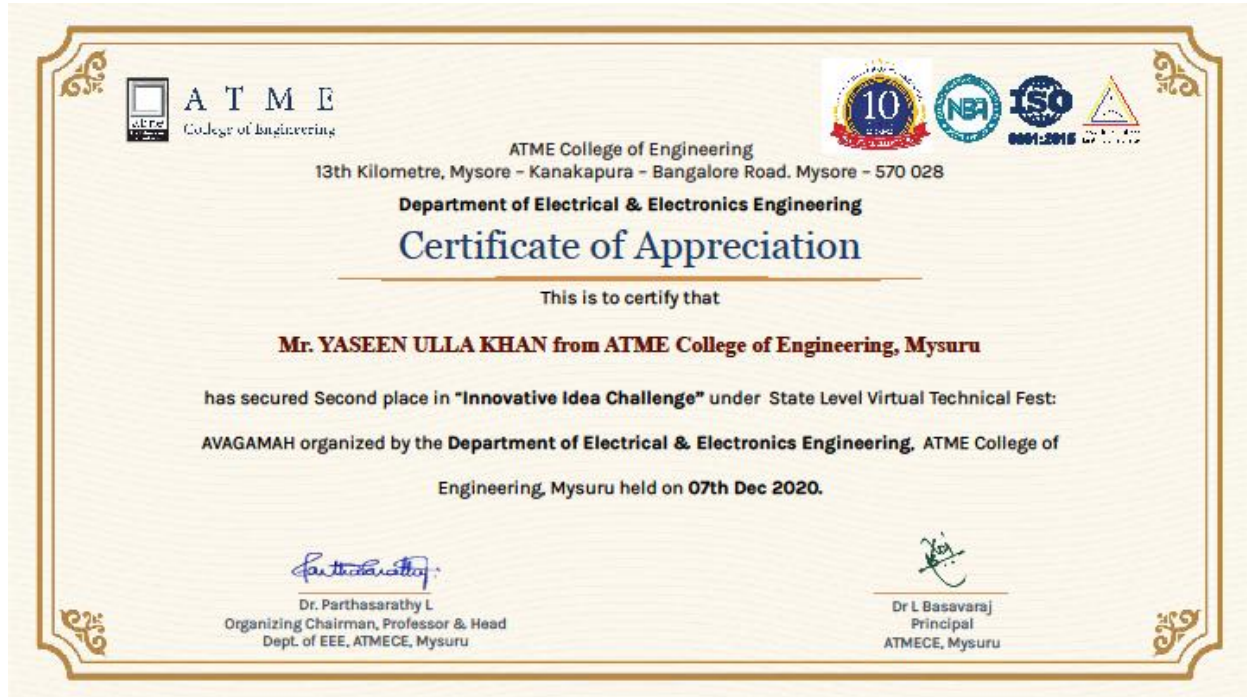 A T M E
College of Engineering
atme
10
NBA
ISO
9001:2015
ATME College of Engineering
13th Kilometre, Mysore – Kanakapura – Bangalore Road. Mysore – 570 028
Department of Electrical & Electronics Engineering
Certificate of Appreciation
This is to certify that
Mr. YASEEN ULLA KHAN from ATME College of Engineering, Mysuru
has secured Second place in "Innovative Idea Challenge” under State Level Virtual Technical Fest:
AVAGAMAH organized by the Department of Electrical & Electronics Engineering, ATME College of
Engineering, Mysuru held on 07th Dec 2020.
Dr. Parthasarathy L
Organizing Chairman, Professor & Head
Dept. of EEE, ATMECE, Mysuru
Dr L Basavaraj
Principal
ATMECE, Mysuru